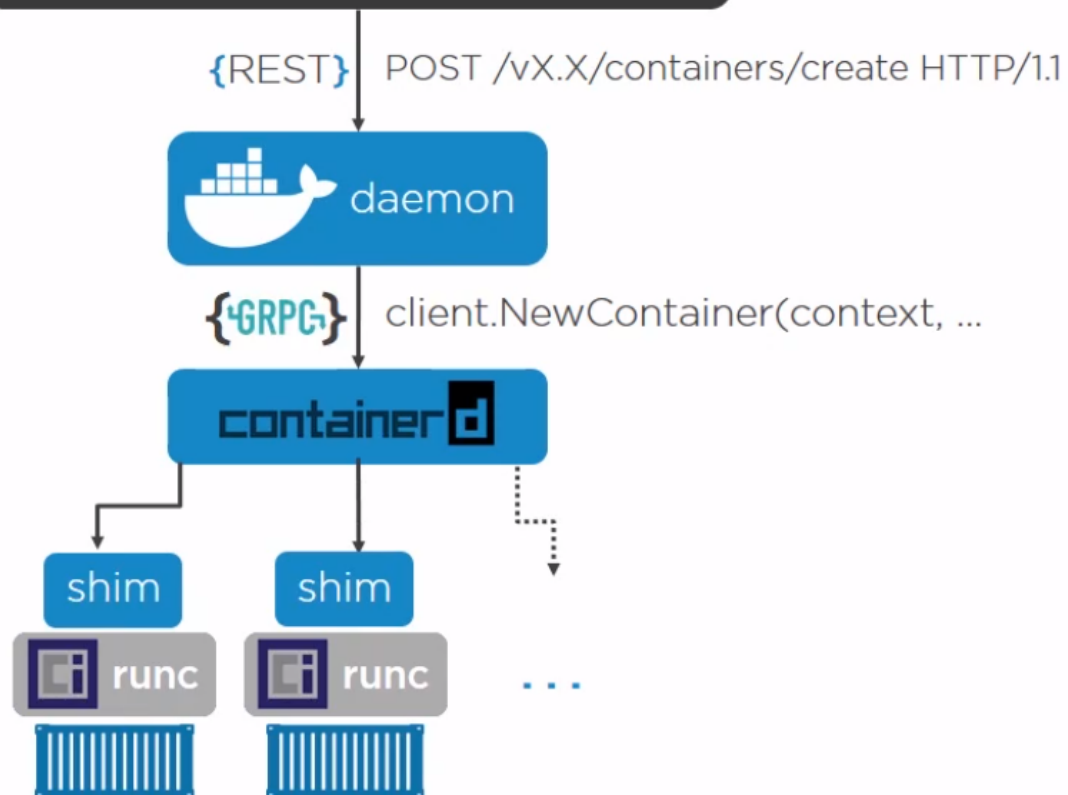 {REST} POST /vX.X/containers/create HTTP/1.1
daemon
{GRPC} client.NewContainer(context, ...
containerd
shim shim
runc runc
...